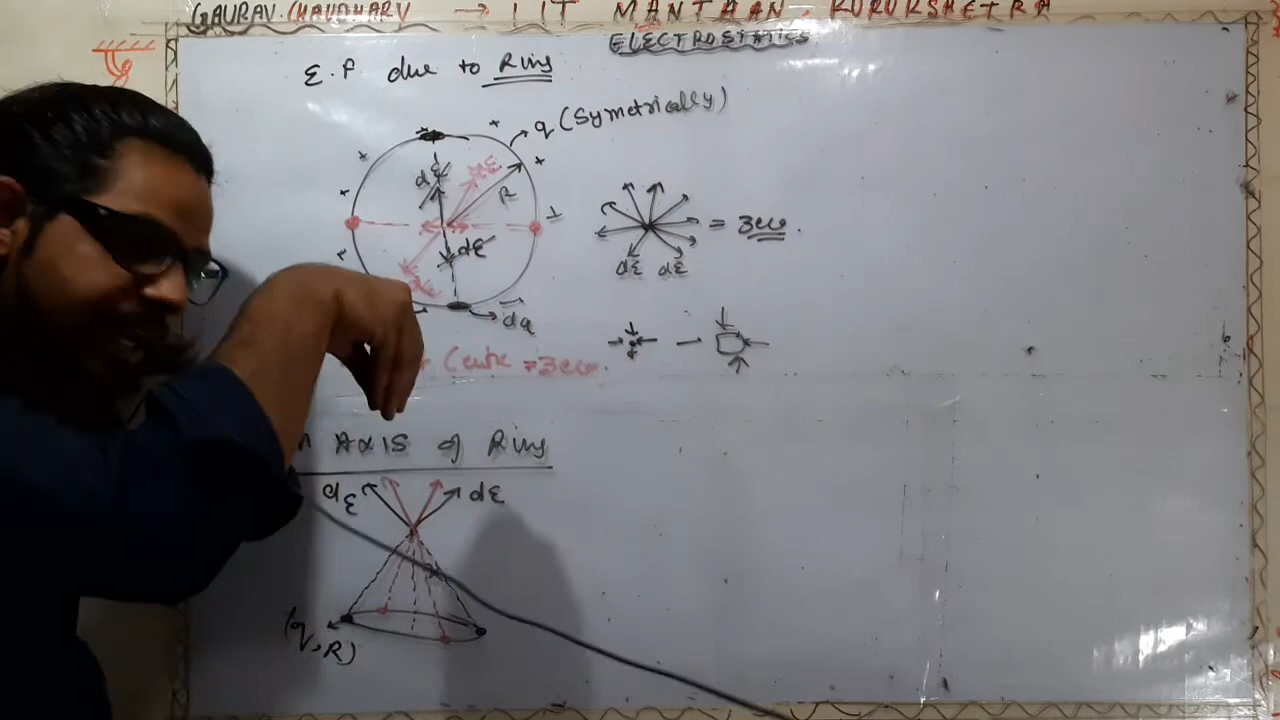 GAURAV.CHAUDHARY → IIT MANTHAN, KURUKSHETRA
ELECTROSTATICS
E.F due to Ring
q (Symetrically)
dE dE
R
dE
= zero.
dE dE
dq
Centre = zero.
AXIS of Ring
dE dE
(q, R)